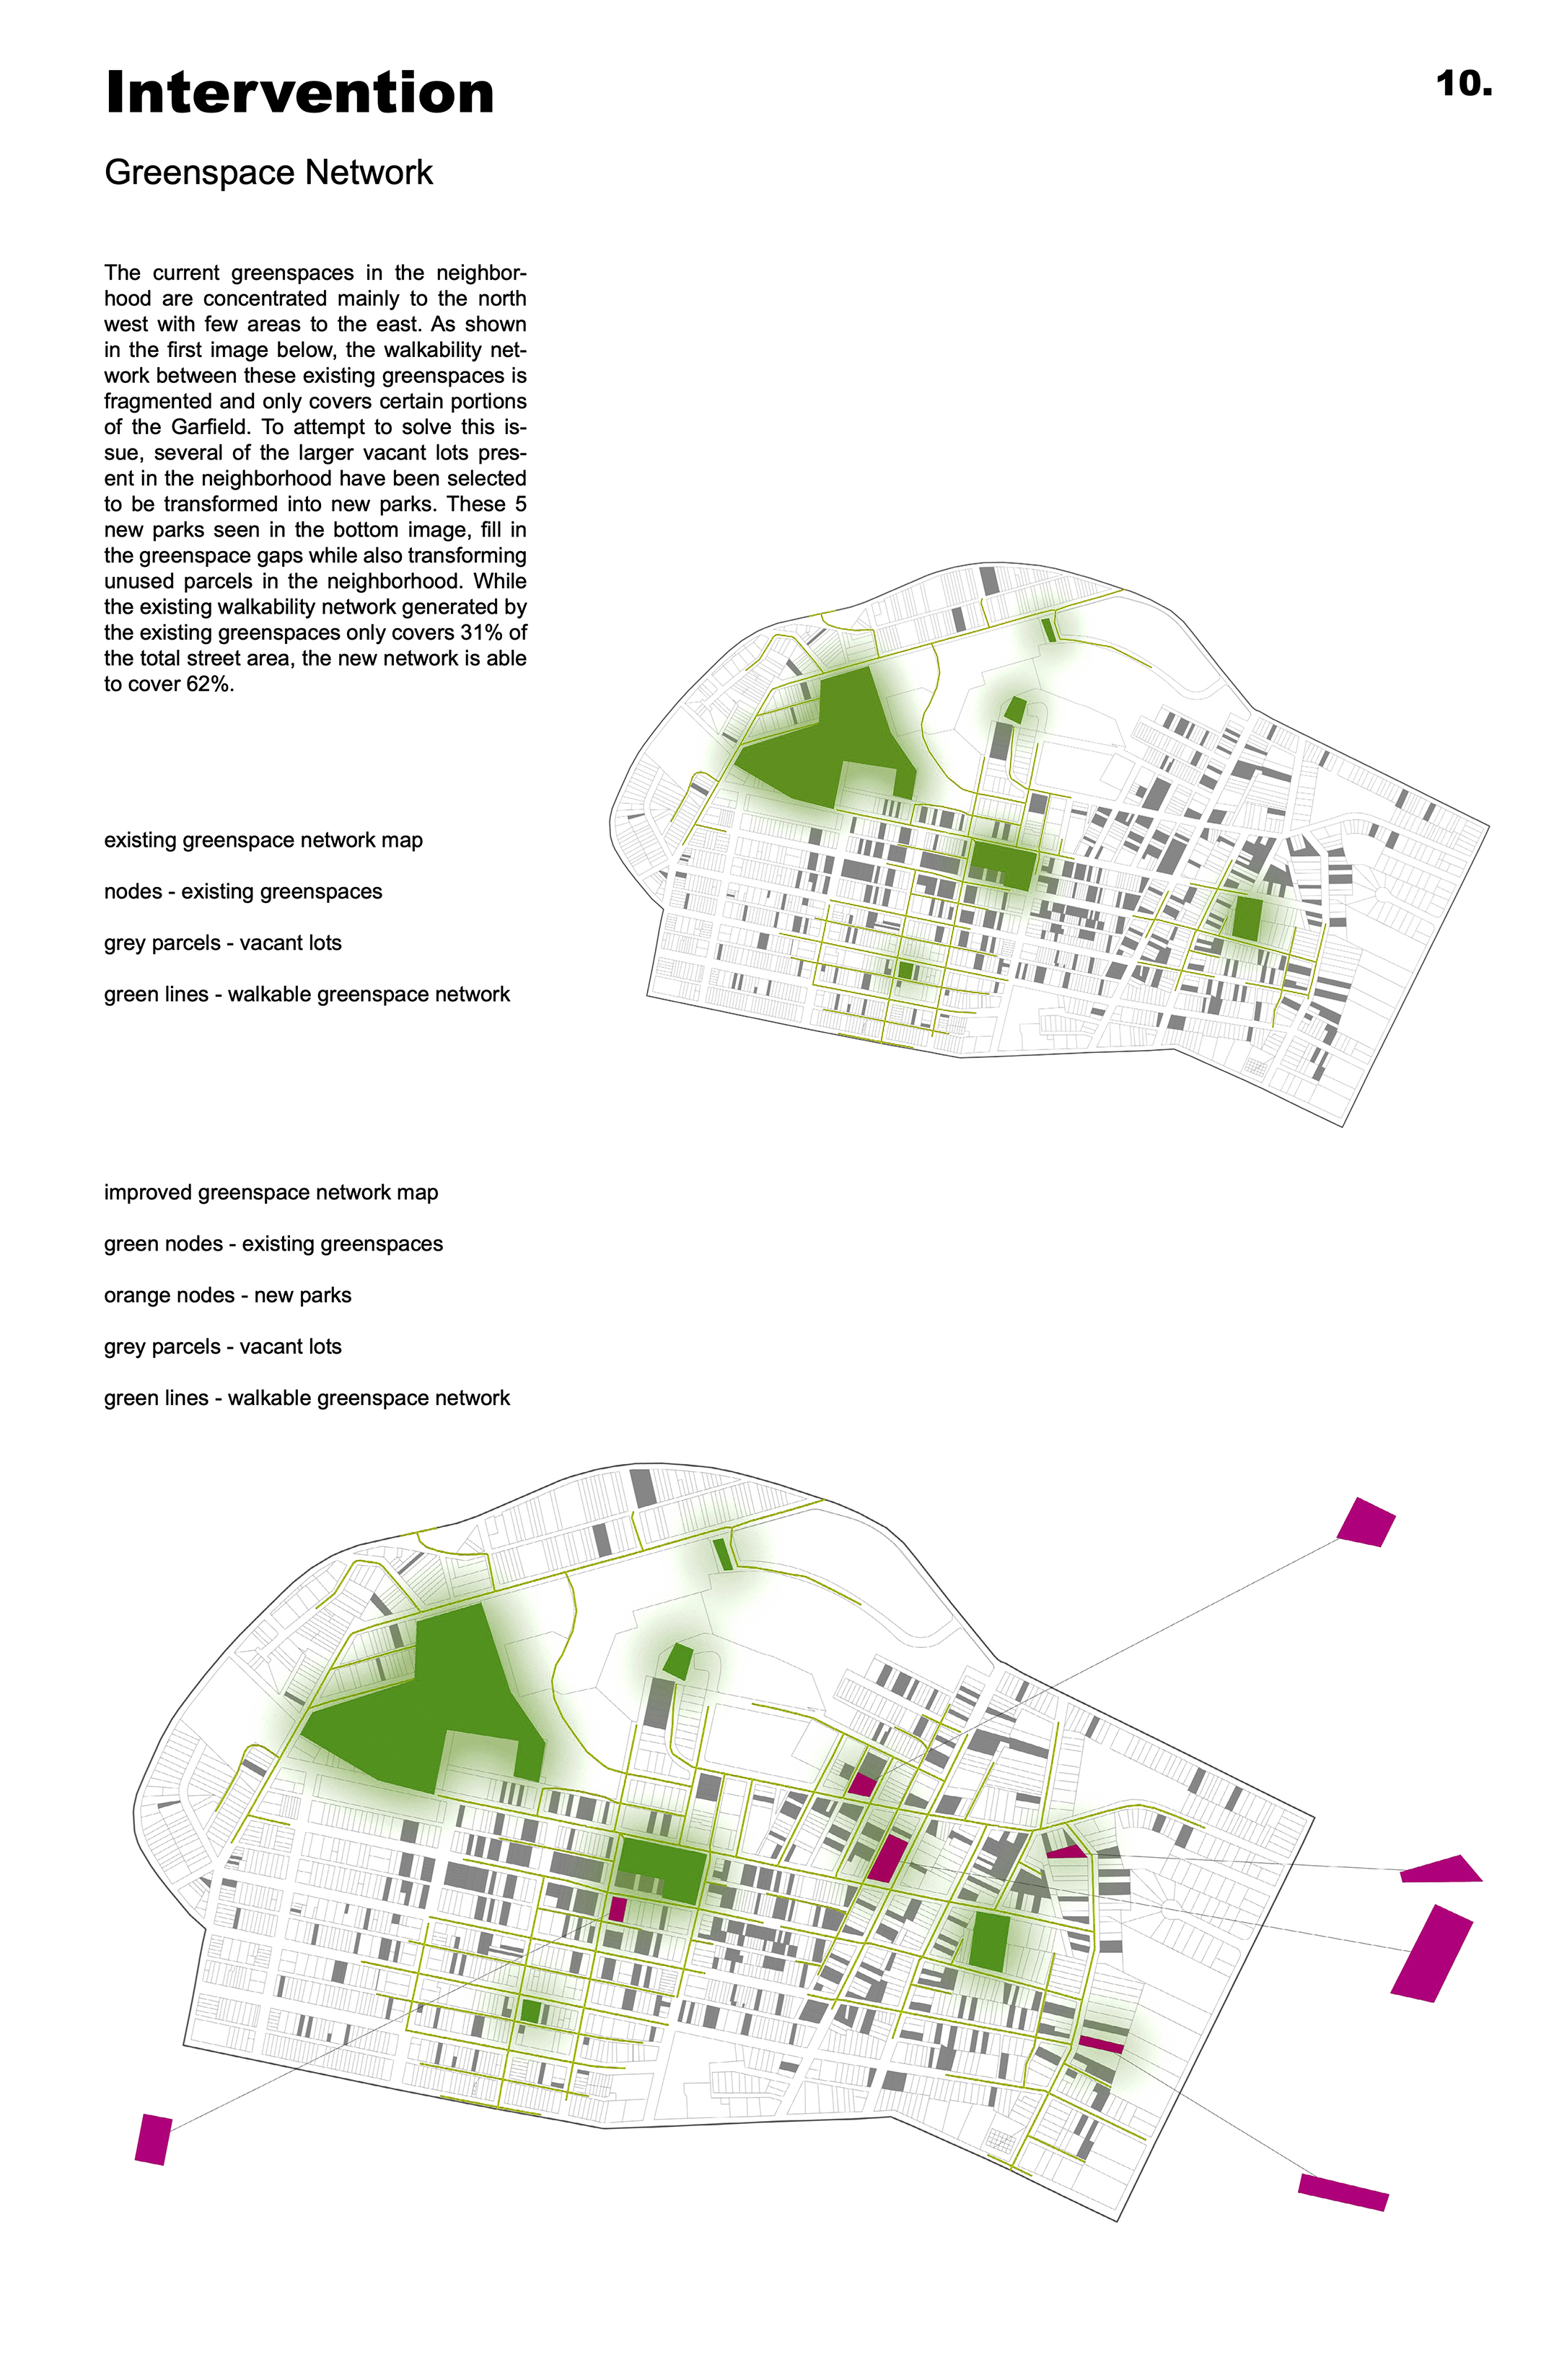 Intervention
10.
Greenspace Network
The current greenspaces in the neighbor-
hood are concentrated mainly to the north
west with few areas to the east. As shown
in the first image below, the walkability net-
work between these existing greenspaces is
fragmented and only covers certain portions
of the Garfield. To attempt to solve this is-
sue, several of the larger vacant lots pres-
ent in the neighborhood have been selected
to be transformed into new parks. These 5
new parks seen in the bottom image, fill in
the greenspace gaps while also transforming
unused parcels in the neighborhood. While
the existing walkability network generated by
the existing greenspaces only covers 31% of
the total street area, the new network is able
to cover 62%.
existing greenspace network map
nodes - existing greenspaces
grey parcels - vacant lots
green lines - walkable greenspace network
improved greenspace network map
green nodes - existing greenspaces
orange nodes - new parks
grey parcels - vacant lots
green lines - walkable greenspace network